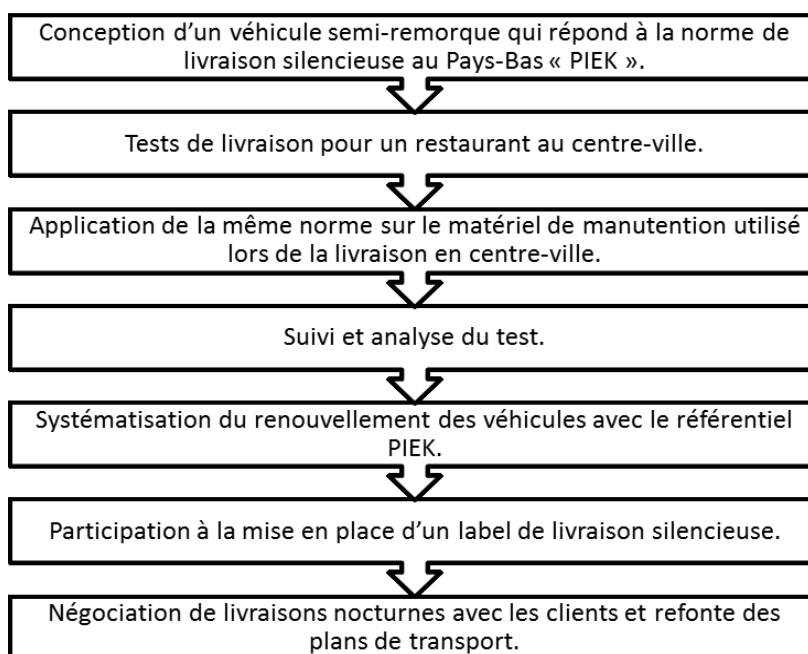 Conception d’un véhicule semi-remorque qui répond à la norme de
livraison silencieuse au Pays-Bas « PIEK ».
Tests de livraison pour un restaurant au centre-ville.
Application de la même norme sur le matériel de manutention utilisé
lors de la livraison en centre-ville.
Suivi et analyse du test.
Systématisation du renouvellement des véhicules avec le référentiel
PIEK.
Participation à la mise en place d’un label de livraison silencieuse.
Négociation de livraisons nocturnes avec les clients et refonte des
plans de transport.